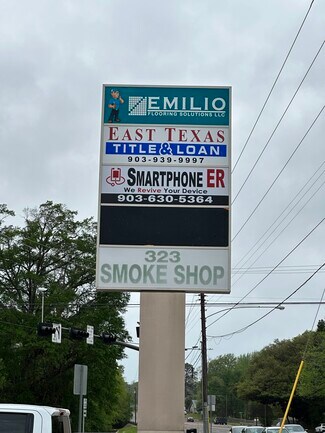 EMILIO
FLOORING SOLUTIONS LLC
EAST TEXAS
TITLE & LOAN
903-939-9997
SMARTPHONE ER
We Revive Your Device
903-630-5364
323
SMOKE SHOP